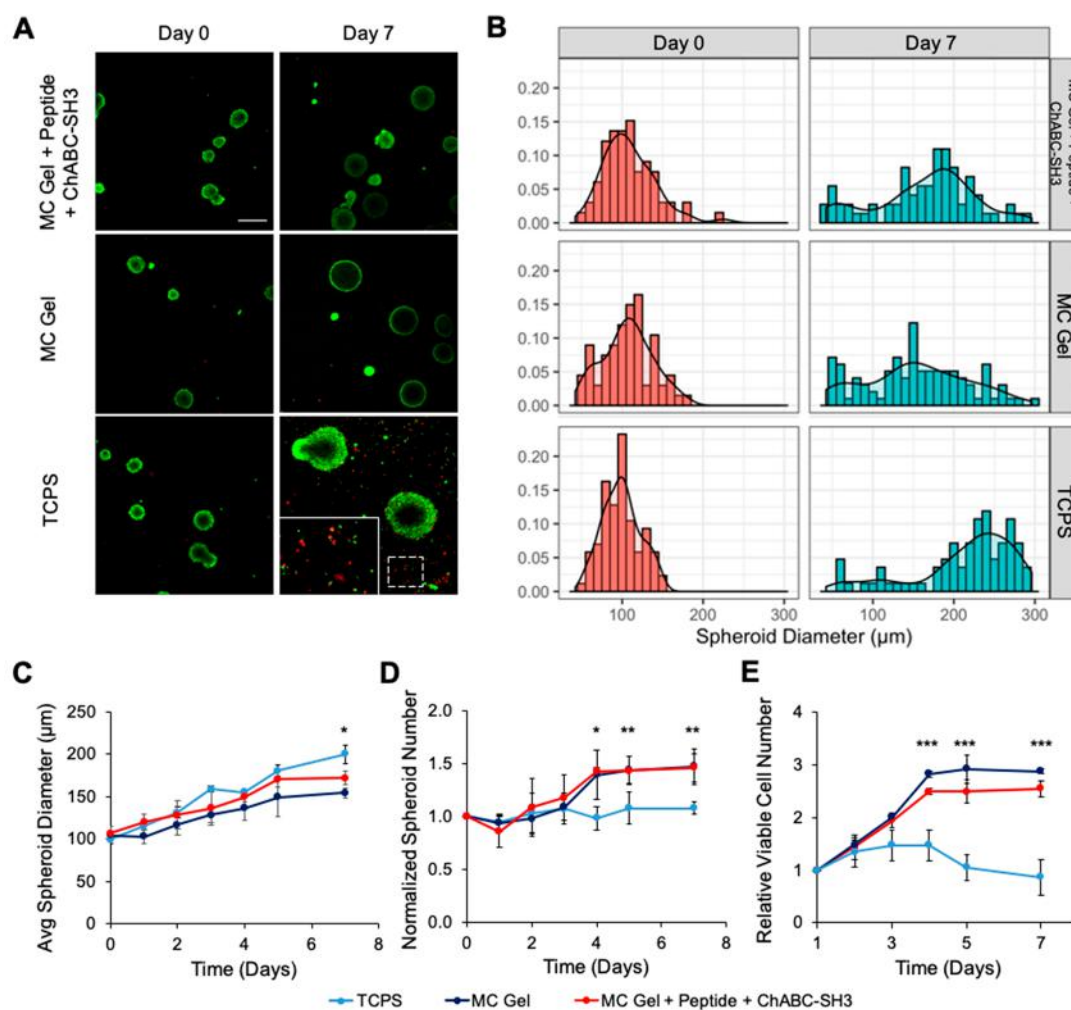 A
Day 0
Day 7
MC Gel + Peptide
+ ChABC-SH3
MC Gel
TCPS
B
Day 0
Day 7
0.20
0.15
0.10
0.05
0.00
ChABC-SH3
0.20
0.15
0.10
0.05
0.00
MC Gel
0.20
0.15
0.10
0.05
0.00
TCPS
100
200
300
100
200
300
Spheroid Diameter (μm)
C
Avg Spheroid Diameter (μm)
250
200
150
100
50
0
*
0
2
4
6
8
Time (Days)
D
Normalized Spheroid Number
2.0
1.5
1.0
0.5
0.0
* ** **
0
2
4
6
8
Time (Days)
E
Relative Viable Cell Number
4
3
2
1
0
*** *** ***
1
3
5
7
Time (Days)
TCPS
MC Gel
MC Gel + Peptide + ChABC-SH3